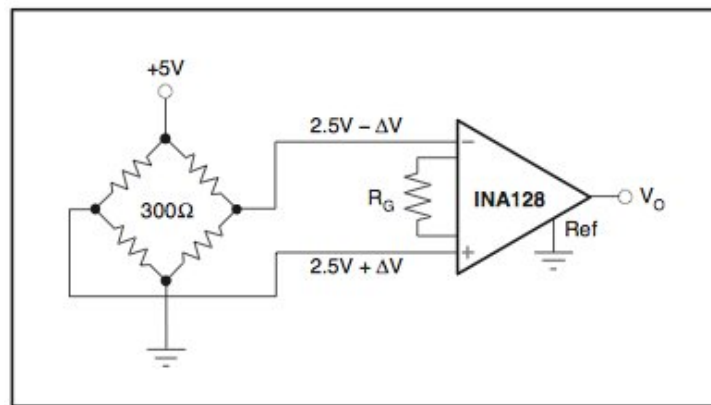 +5V
2.5V – ΔV
300Ω
R_G
–
INA128
V_O
Ref
+
2.5V + ΔV